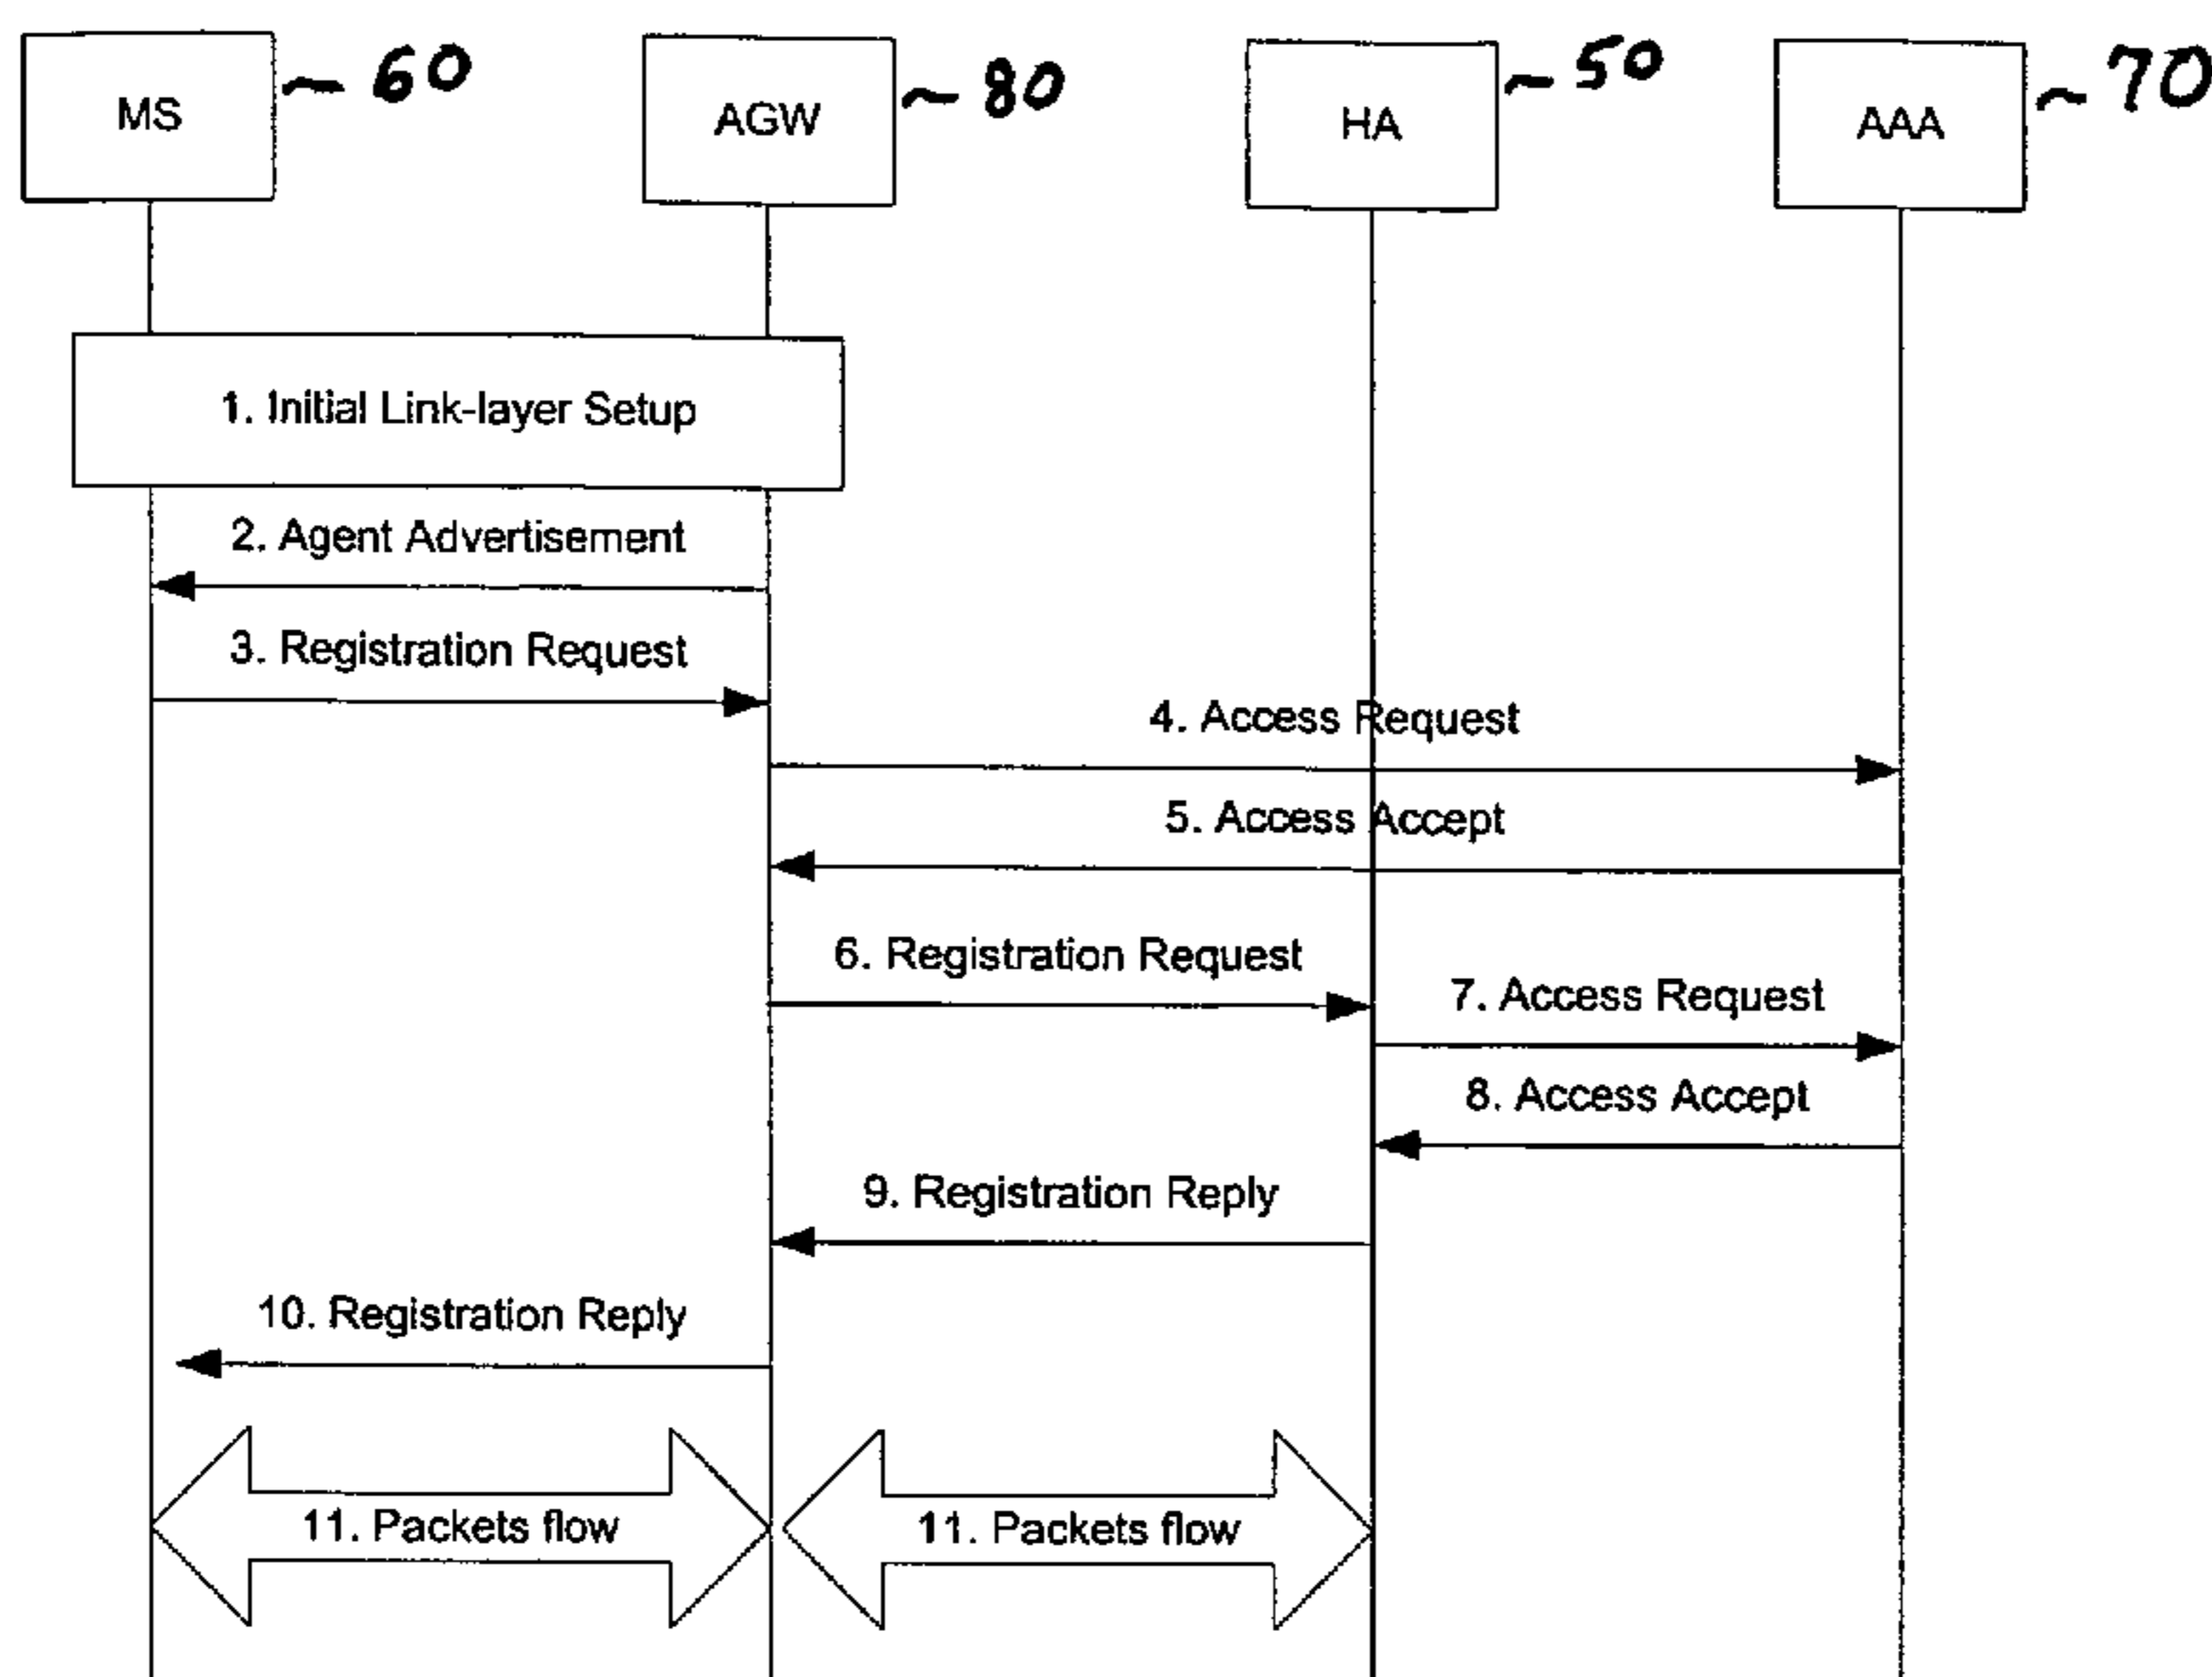 MS ~ 60
AGW ~ 80
HA ~ 50
AAA ~ 70
1. Initial Link-layer Setup
2. Agent Advertisement
3. Registration Request
4. Access Request
5. Access Accept
6. Registration Request
7. Access Request
8. Access Accept
9. Registration Reply
10. Registration Reply
11. Packets flow
11. Packets flow